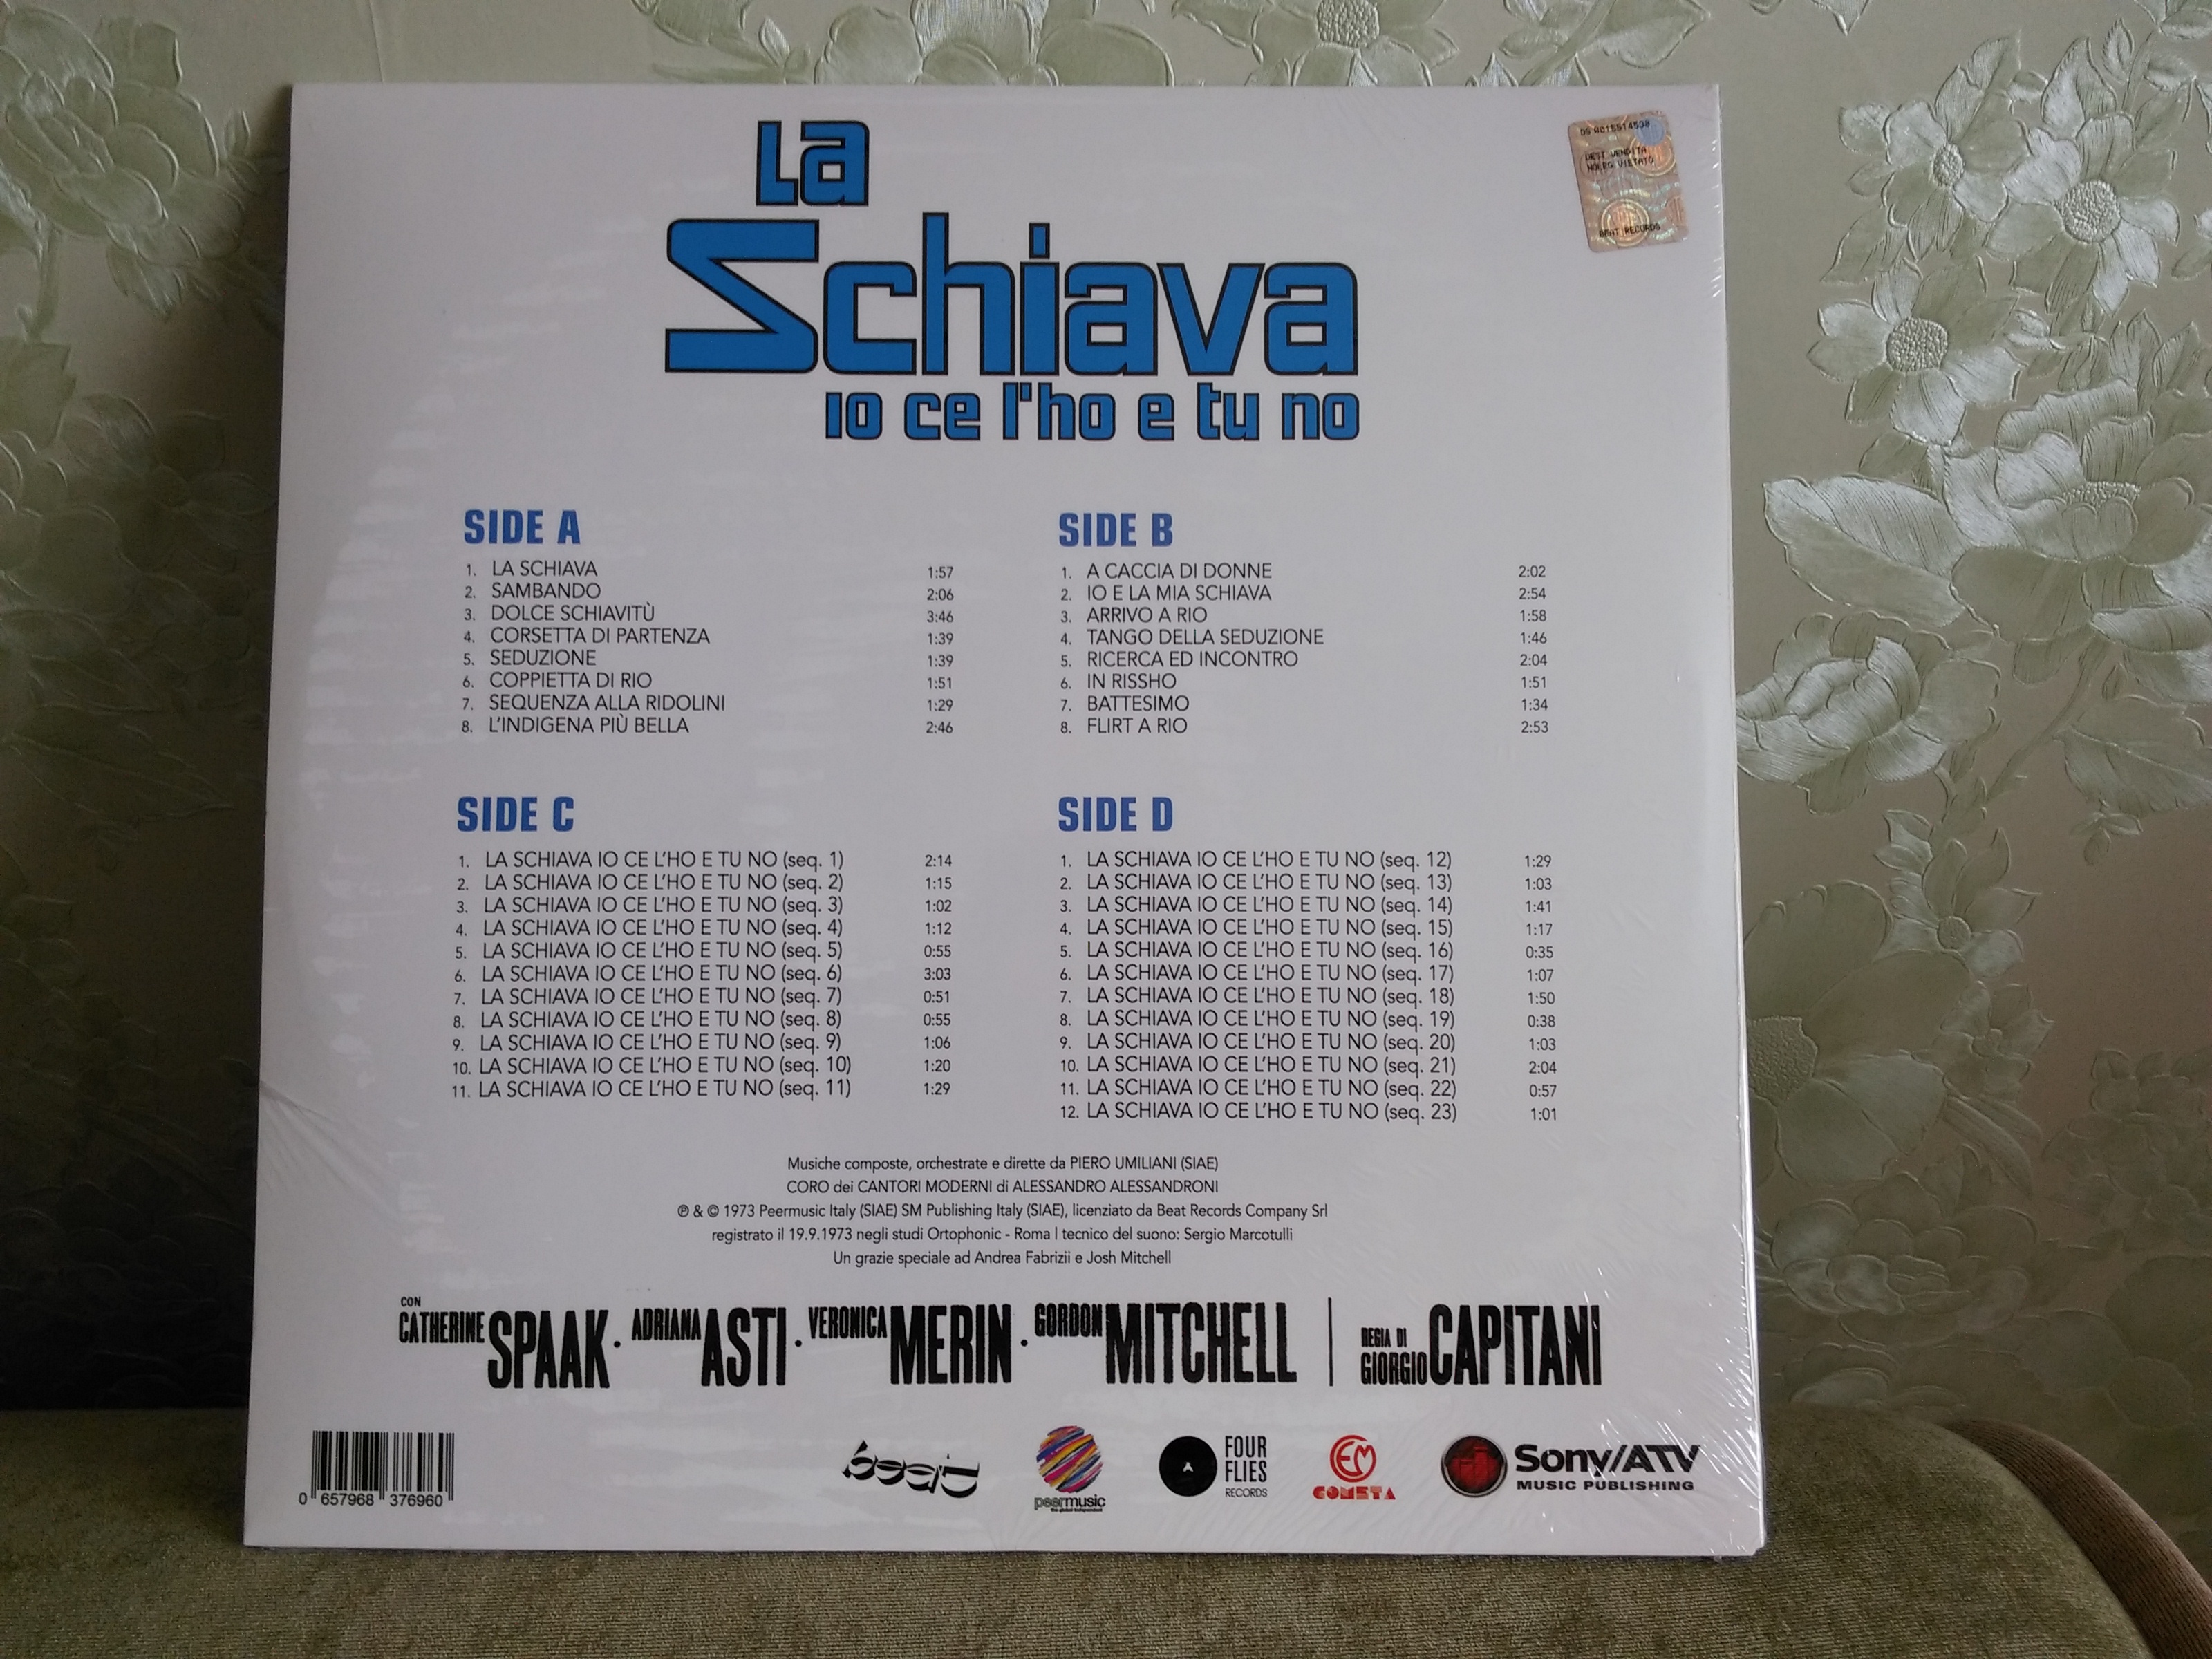 La
Schiava
io ce l'ho e tu no
DS A01551453
VENDITA
NOLEG VIETATO
BEAT RECORDS
SIDE A
1. LA SCHIAVA 1:57
2. SAMBANDO 2:06
3. DOLCE SCHIAVITÙ 3:46
4. CORSETTA DI PARTENZA 1:39
5. SEDUZIONE 1:39
6. COPPIETTA DI RIO 1:51
7. SEQUENZA ALLA RIDOLINI 1:29
8. L'INDIGENA PIÙ BELLA 2:46
SIDE B
1. A CACCIA DI DONNE 2:02
2. IO E LA MIA SCHIAVA 2:54
3. ARRIVO A RIO 1:58
4. TANGO DELLA SEDUZIONE 1:46
5. RICERCA ED INCONTRO 2:04
6. IN RISSHO 1:51
7. BATTESIMO 1:34
8. FLIRT A RIO 2:53
SIDE C
1. LA SCHIAVA IO CE L'HO E TU NO (seq. 1) 2:14
2. LA SCHIAVA IO CE L'HO E TU NO (seq. 2) 1:15
3. LA SCHIAVA IO CE L'HO E TU NO (seq. 3) 1:02
4. LA SCHIAVA IO CE L'HO E TU NO (seq. 4) 1:12
5. LA SCHIAVA IO CE L'HO E TU NO (seq. 5) 0:55
6. LA SCHIAVA IO CE L'HO E TU NO (seq. 6) 3:03
7. LA SCHIAVA IO CE L'HO E TU NO (seq. 7) 0:51
8. LA SCHIAVA IO CE L'HO E TU NO (seq. 8) 0:55
9. LA SCHIAVA IO CE L'HO E TU NO (seq. 9) 1:06
10. LA SCHIAVA IO CE L'HO E TU NO (seq. 10) 1:20
11. LA SCHIAVA IO CE L'HO E TU NO (seq. 11) 1:29
SIDE D
1. LA SCHIAVA IO CE L'HO E TU NO (seq. 12) 1:29
2. LA SCHIAVA IO CE L'HO E TU NO (seq. 13) 1:03
3. LA SCHIAVA IO CE L'HO E TU NO (seq. 14) 1:41
4. LA SCHIAVA IO CE L'HO E TU NO (seq. 15) 1:17
5. LA SCHIAVA IO CE L'HO E TU NO (seq. 16) 0:35
6. LA SCHIAVA IO CE L'HO E TU NO (seq. 17) 1:07
7. LA SCHIAVA IO CE L'HO E TU NO (seq. 18) 1:50
8. LA SCHIAVA IO CE L'HO E TU NO (seq. 19) 0:38
9. LA SCHIAVA IO CE L'HO E TU NO (seq. 20) 1:03
10. LA SCHIAVA IO CE L'HO E TU NO (seq. 21) 2:04
11. LA SCHIAVA IO CE L'HO E TU NO (seq. 22) 0:57
12. LA SCHIAVA IO CE L'HO E TU NO (seq. 23) 1:01
Musiche composte, orchestrate e dirette da PIERO UMILIANI (SIAE)
CORO dei CANTORI MODERNI di ALESSANDRO ALESSANDRONI
℗ & © 1973 Peermusic Italy (SIAE) SM Publishing Italy (SIAE), licenziato da Beat Records Company Srl
registrato il 19.9.1973 negli studi Ortophonic - Roma | tecnico del suono: Sergio Marcotulli
Un grazie speciale ad Andrea Fabrizii e Josh Mitchell
CON CATHERINE SPAAK · ADRIANA ASTI · VERONICA MERIN · GORDON MITCHELL | REGIA DI GIORGIO CAPITANI
0 657968 376960
beat
peermusic
the global independent
FOUR
FLIES
RECORDS
CEM
COMETA
Sony/ATV
MUSIC PUBLISHING